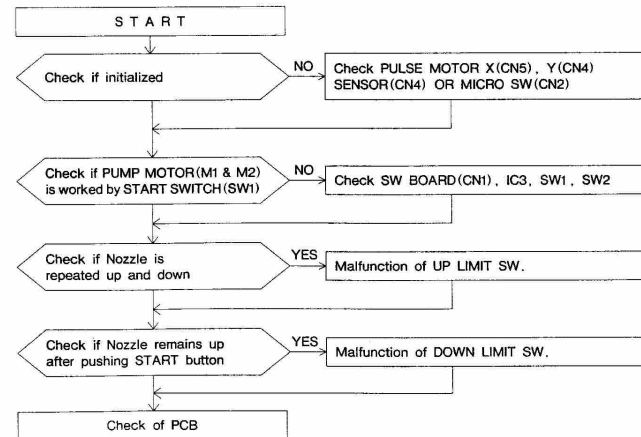 START
Check if initialized
NO
Check PULSE MOTOR X(CN5), Y(CN4)
SENSOR(CN4) OR MICRO SW(CN2)
Check if PUMP MOTOR(M1 & M2)
is worked by START SWITCH(SW1)
NO
Check SW BOARD(CN1), IC3, SW1, SW2
Check if Nozzle is
repeated up and down
YES
Malfunction of UP LIMIT SW.
Check if Nozzle remains up
after pushing START button
YES
Malfunction of DOWN LIMIT SW.
Check of PCB